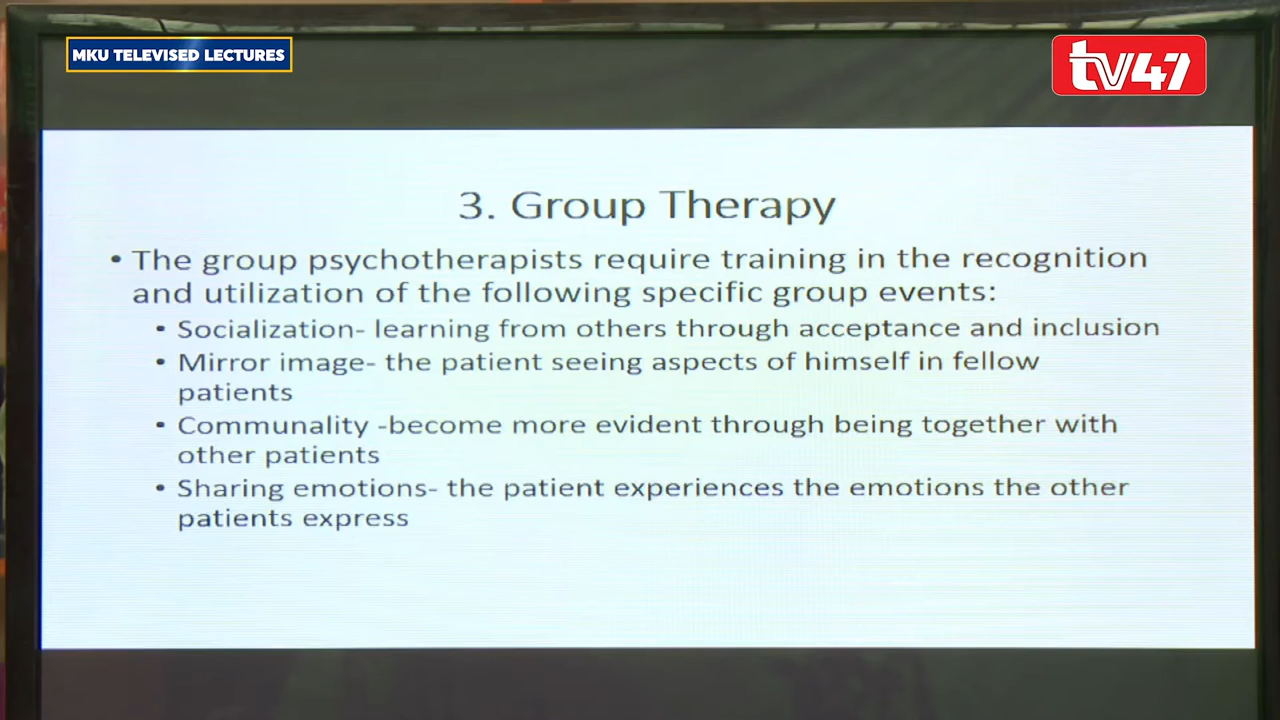 MKU TELEVISED LECTURES
tv47
3. Group Therapy
• The group psychotherapists require training in the recognition
and utilization of the following specific group events:
• Socialization- learning from others through acceptance and inclusion
• Mirror image- the patient seeing aspects of himself in fellow
patients
• Communality -become more evident through being together with
other patients
• Sharing emotions- the patient experiences the emotions the other
patients express